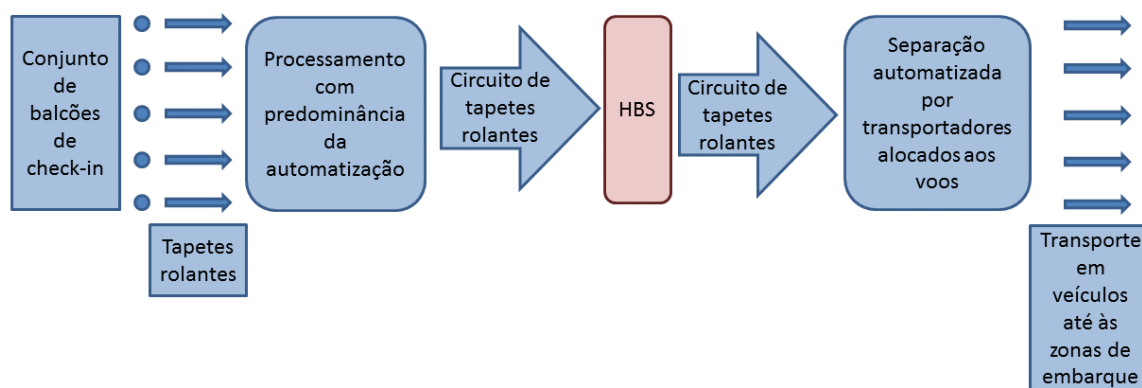 Conjunto
de
balcões
de
check-in
Tapetes
rolantes
Processamento
com
predominância
da
automatização
Circuito de
tapetes
rolantes
HBS
Circuito de
tapetes
rolantes
Separação
automatizada
por
transportadores
alocados aos
voos
Transporte
em
veículos
até às
zonas de
embarque